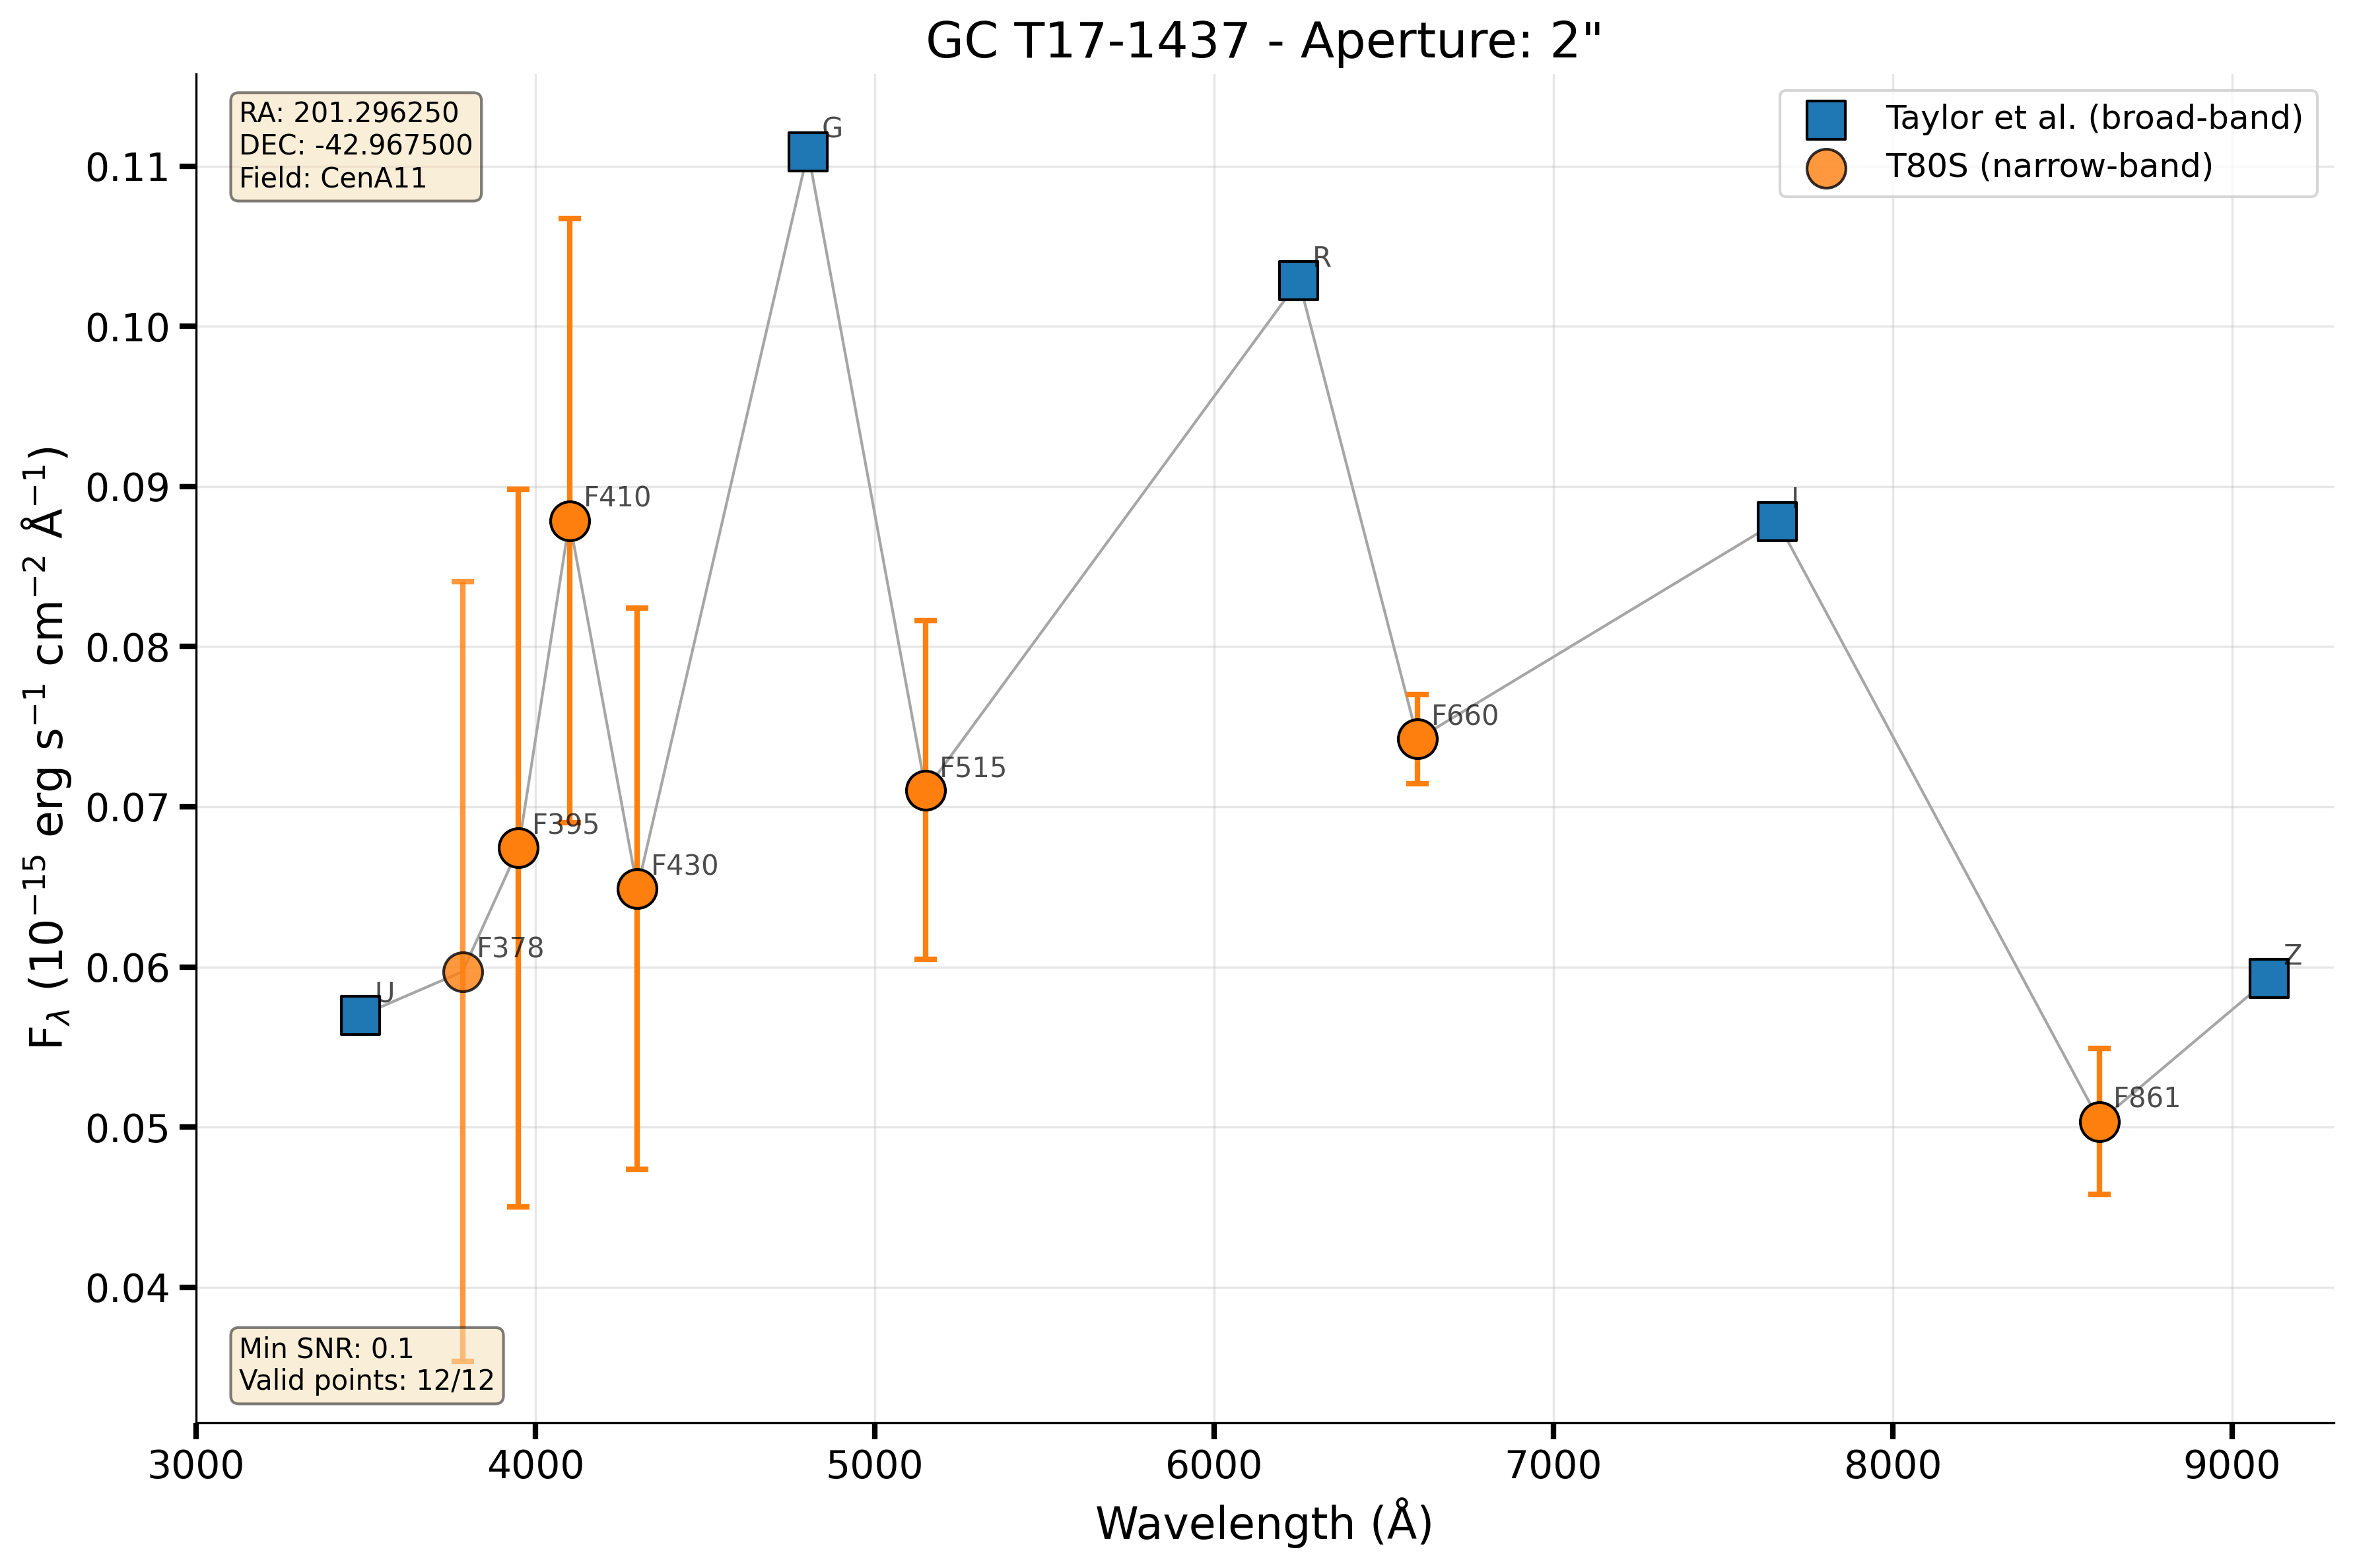 GC T17-1437 - Aperture: 2"
RA: 201.296250
DEC: -42.967500
Field: CenA11
Taylor et al. (broad-band)
T80S (narrow-band)
G
R
F410
I
F395
F515
F660
F430
F378
U
Z
F861
Min SNR: 0.1
Valid points: 12/12
0.11
0.10
0.09
0.08
0.07
0.06
0.05
0.04
F_λ (10⁻¹⁵ erg s⁻¹ cm⁻² Å⁻¹)
3000 4000 5000 6000 7000 8000 9000
Wavelength (Å)